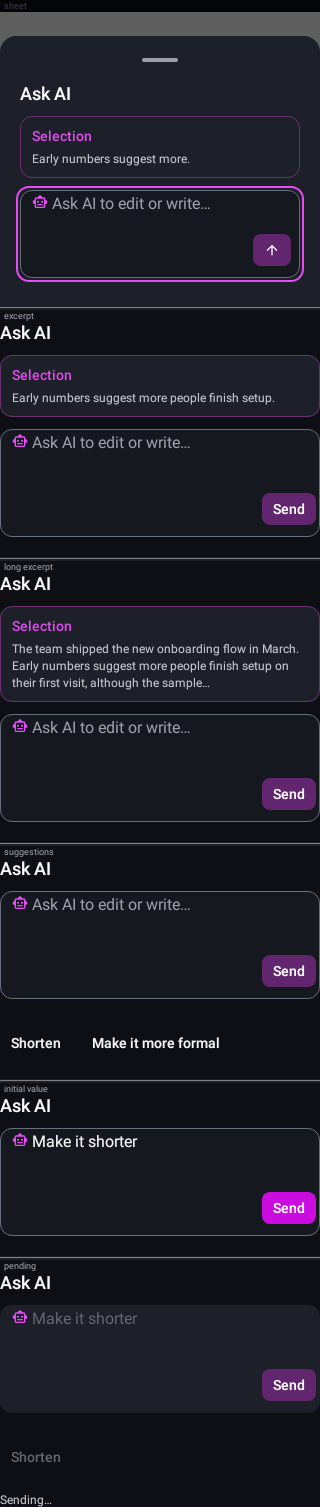 sheet
Ask AI
Selection
Early numbers suggest more.
Ask AI to edit or write…
excerpt
Ask AI
Selection
Early numbers suggest more people finish setup.
Ask AI to edit or write…
Send
long excerpt
Ask AI
Selection
The team shipped the new onboarding flow in March.
Early numbers suggest more people finish setup on
their first visit, although the sample…
Ask AI to edit or write…
Send
suggestions
Ask AI
Ask AI to edit or write…
Send
Shorten Make it more formal
initial value
Ask AI
Make it shorter
Send
pending
Ask AI
Make it shorter
Send
Shorten
Sending…